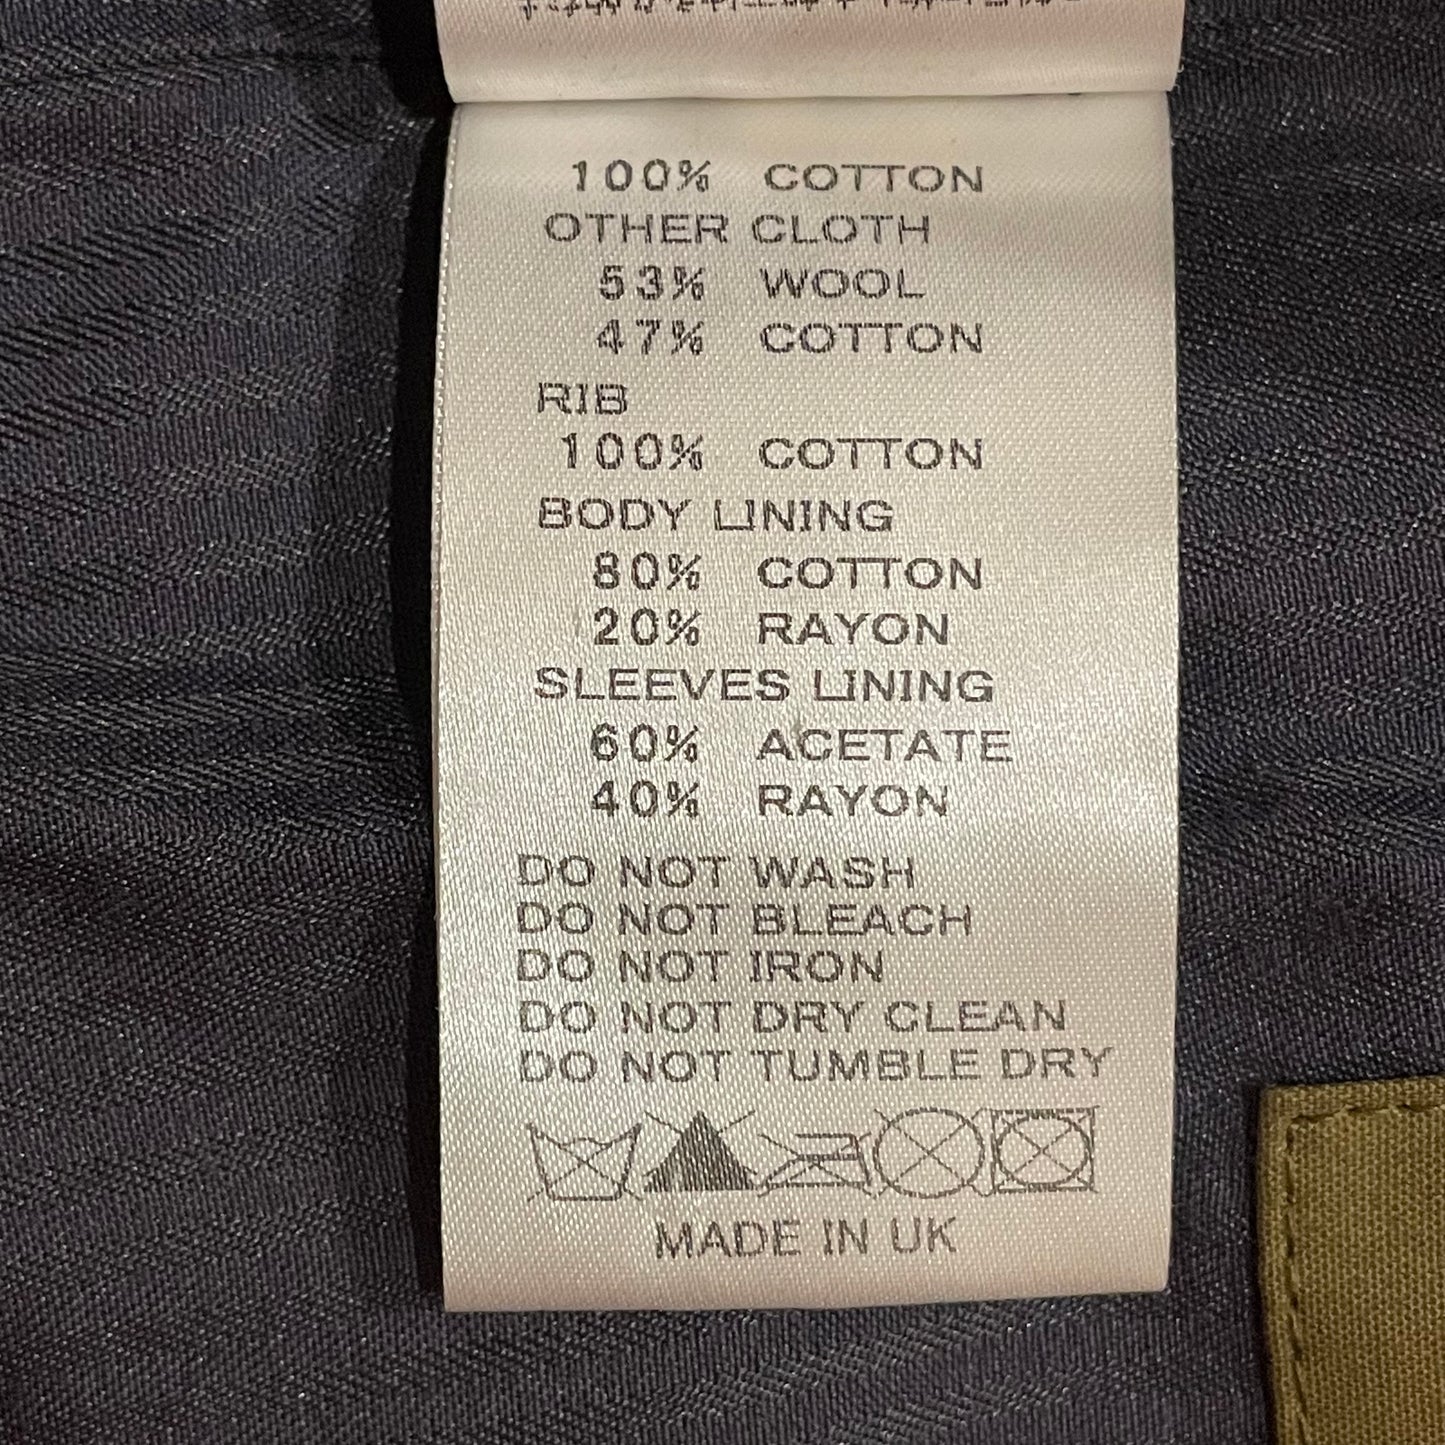 100% COTTON
OTHER CLOTH
53% WOOL
47% COTTON
RIB
100% COTTON
BODY LINING
80% COTTON
20% RAYON
SLEEVES LINING
60% ACETATE
40% RAYON
DO NOT WASH
DO NOT BLEACH
DO NOT IRON
DO NOT DRY CLEAN
DO NOT TUMBLE DRY
MADE IN UK